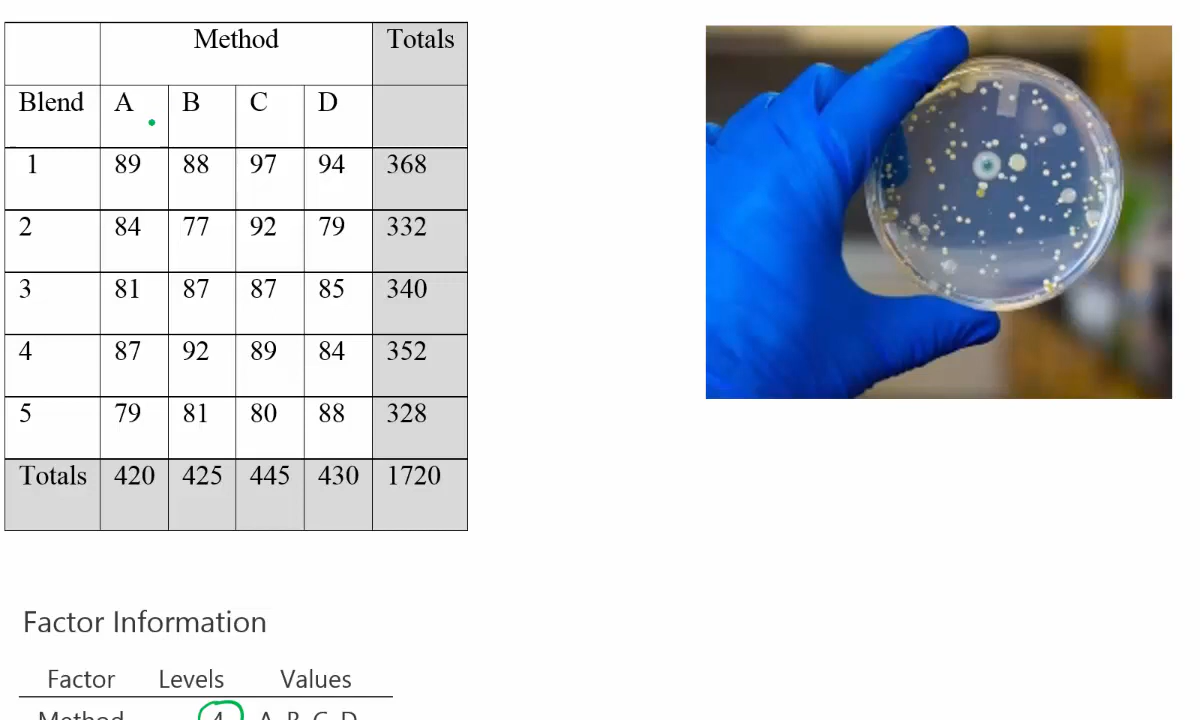 Method Totals
Blend A B C D
1 89 88 97 94 368
2 84 77 92 79 332
3 81 87 87 85 340
4 87 92 89 84 352
5 79 81 80 88 328
Totals 420 425 445 430 1720
Factor Information
Factor Levels Values
Method 4 A, B, C, D